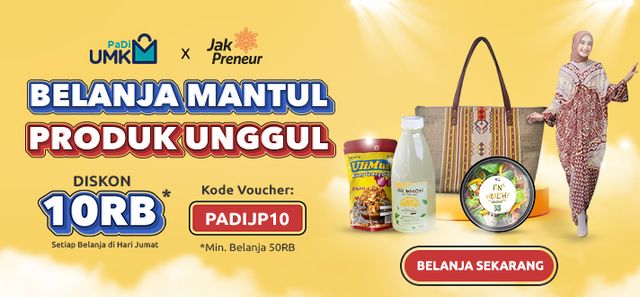 PaDi
UMKM
x
Jak
Preneur
BELANJA MANTUL
PRODUK UNGGUL
DISKON
10RB*
Setiap Belanja di Hari Jumat
Kode Voucher:
PADIJP10
*Min. Belanja 50RB
BELANJA SEKARANG